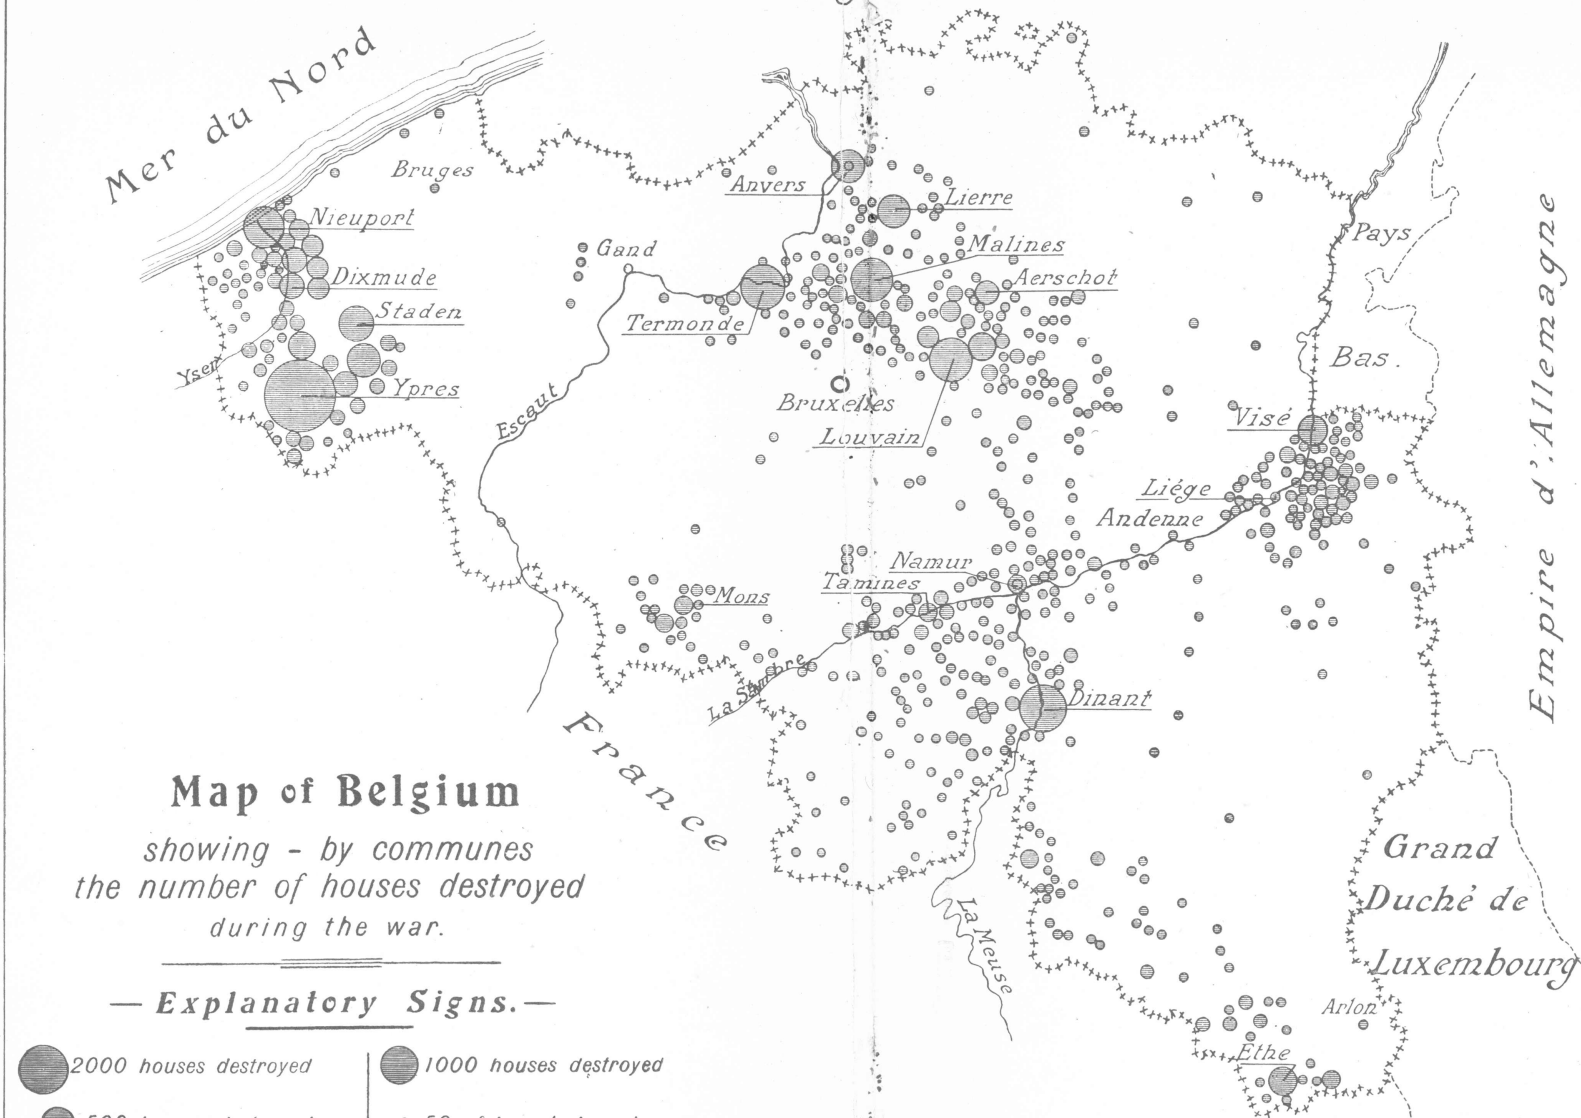 Mer du Nord
Bruges
Nieuport
Dixmude
Staden
Yser
Ypres
Gand
Escaut
Termonde
Anvers
Lierre
Malines
Aerschot
Bruxelles
Louvain
Pays
Bas.
Visé
Liége
Andenne
Namur
Tamines
Mons
La Sambre
Dinant
France
La Meuse
Empire d'Allemagne
Grand
Duché de
Luxembourg
Arlon
Ethe
Map of Belgium
showing - by communes
the number of houses destroyed
during the war.
— Explanatory Signs. —
2000 houses destroyed
1000 houses destroyed